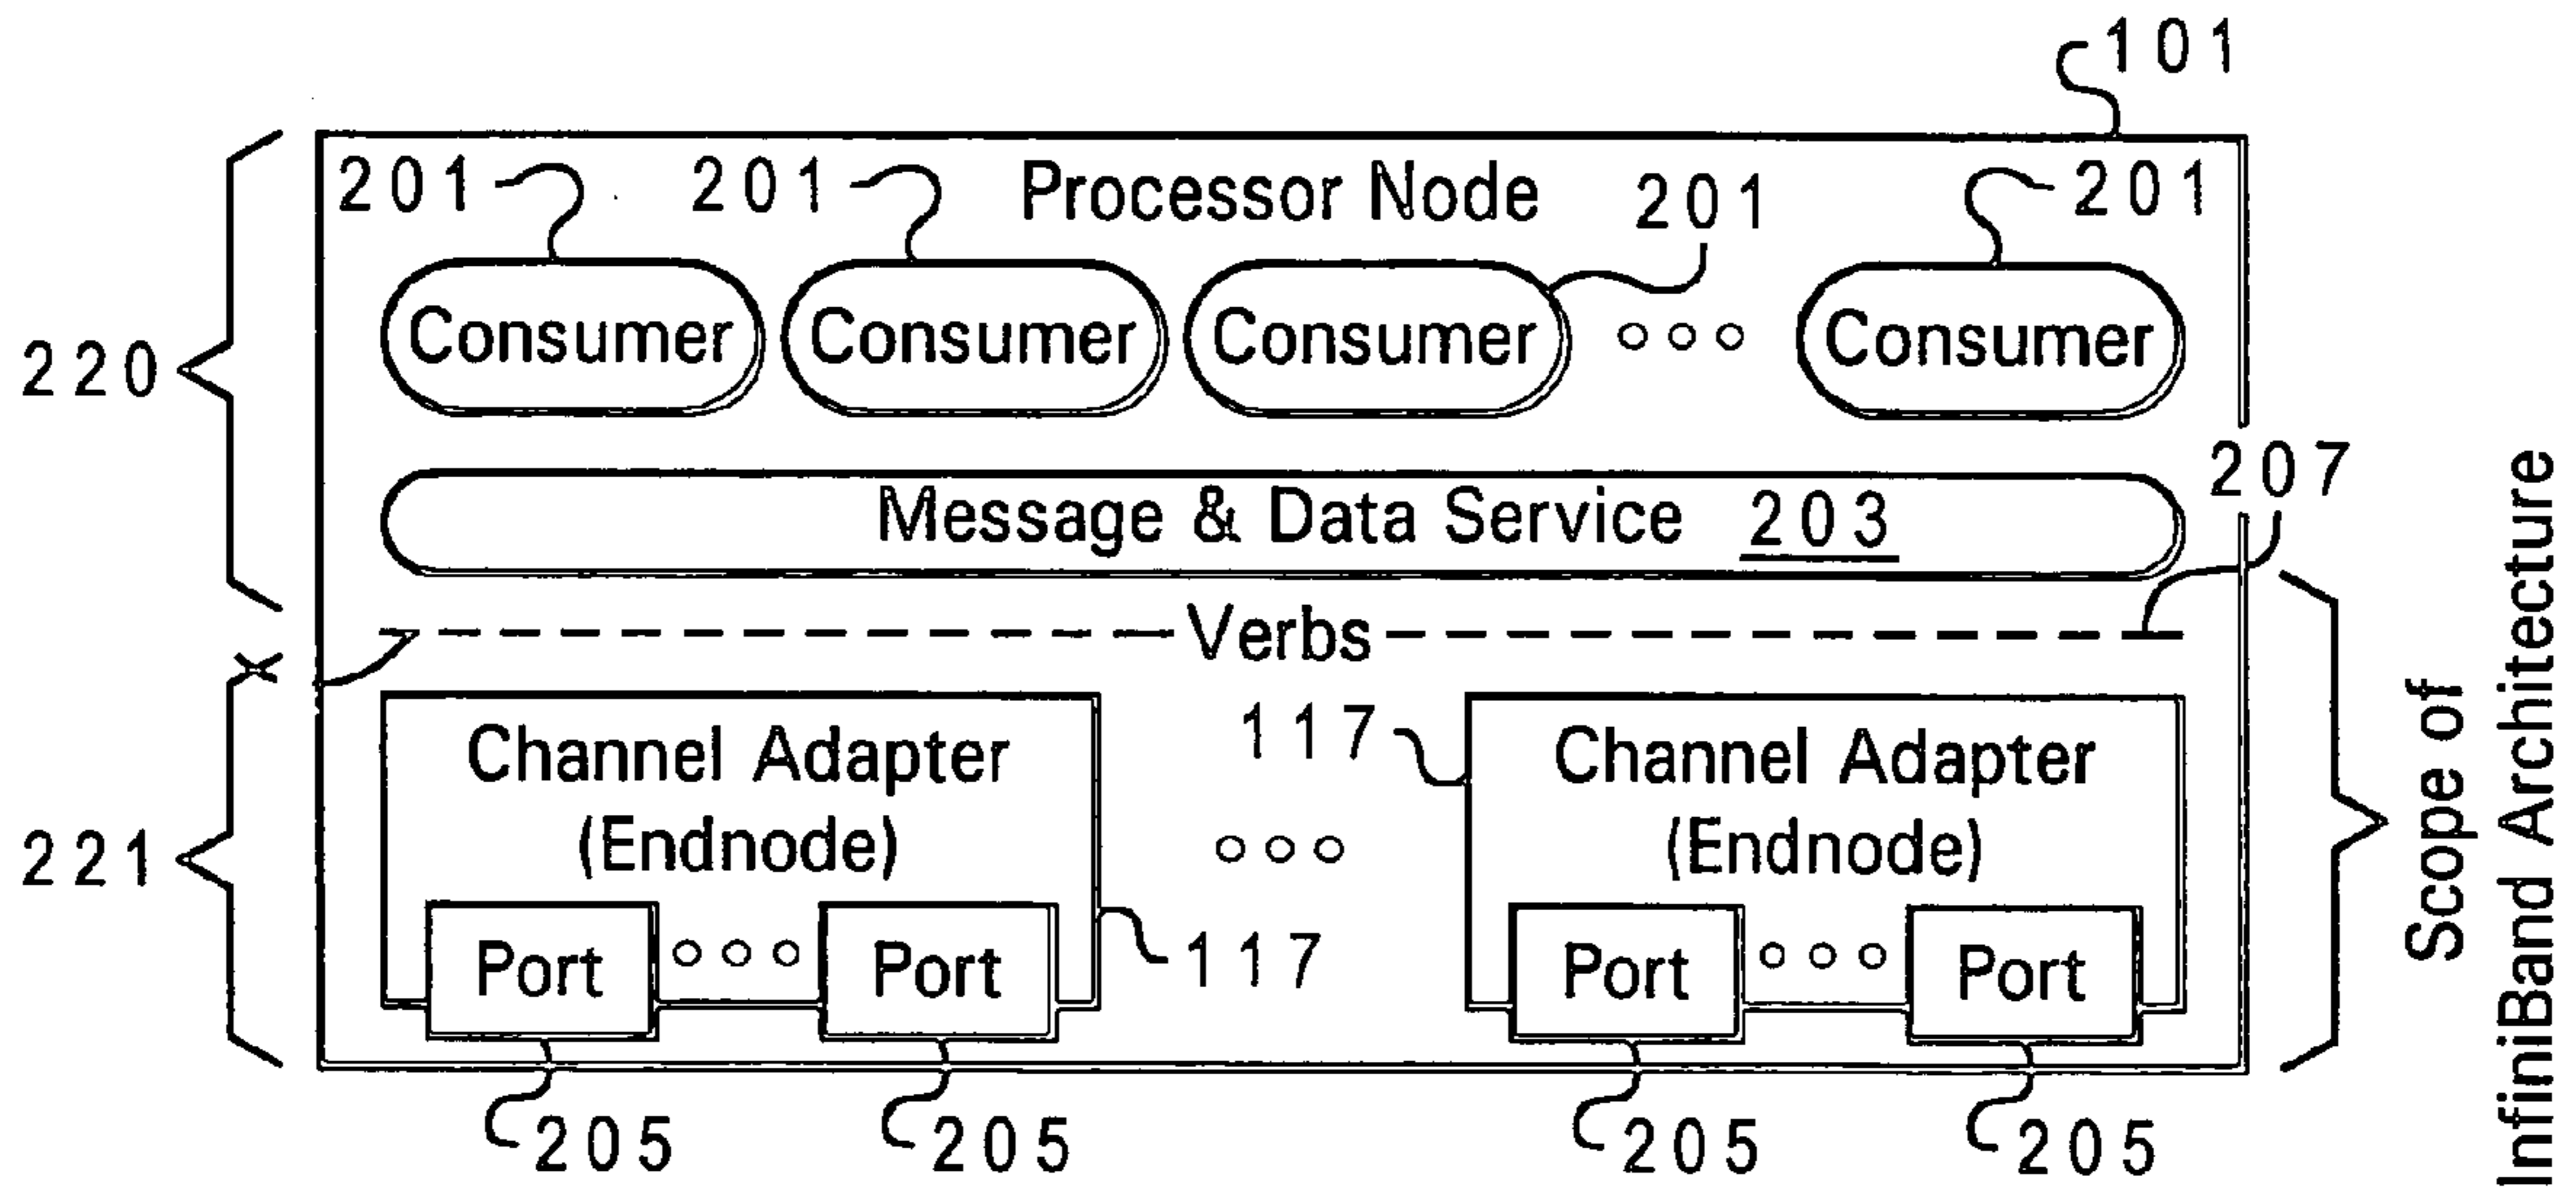 101
201 201 Processor Node 201 201
Consumer Consumer Consumer Consumer
220
207
Message & Data Service 203
Verbs
117
Channel Adapter Channel Adapter
(Endnode) (Endnode)
221
117
Port Port Port Port
205 205 205 205
Scope of
InfiniBand Architecture